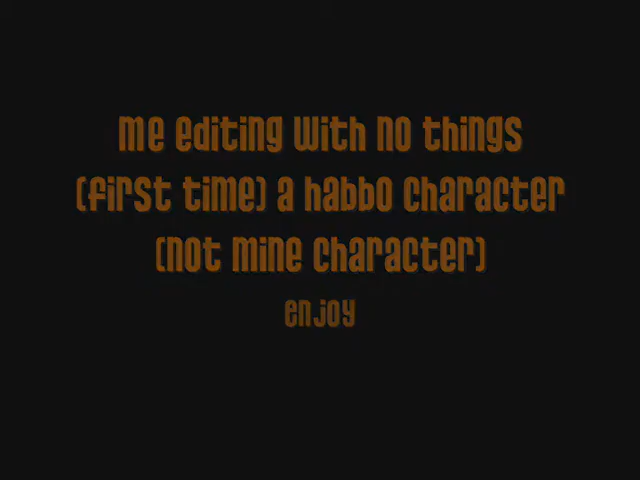 me editing with no things
(first time) a habbo character
(not mine character)
enjoy